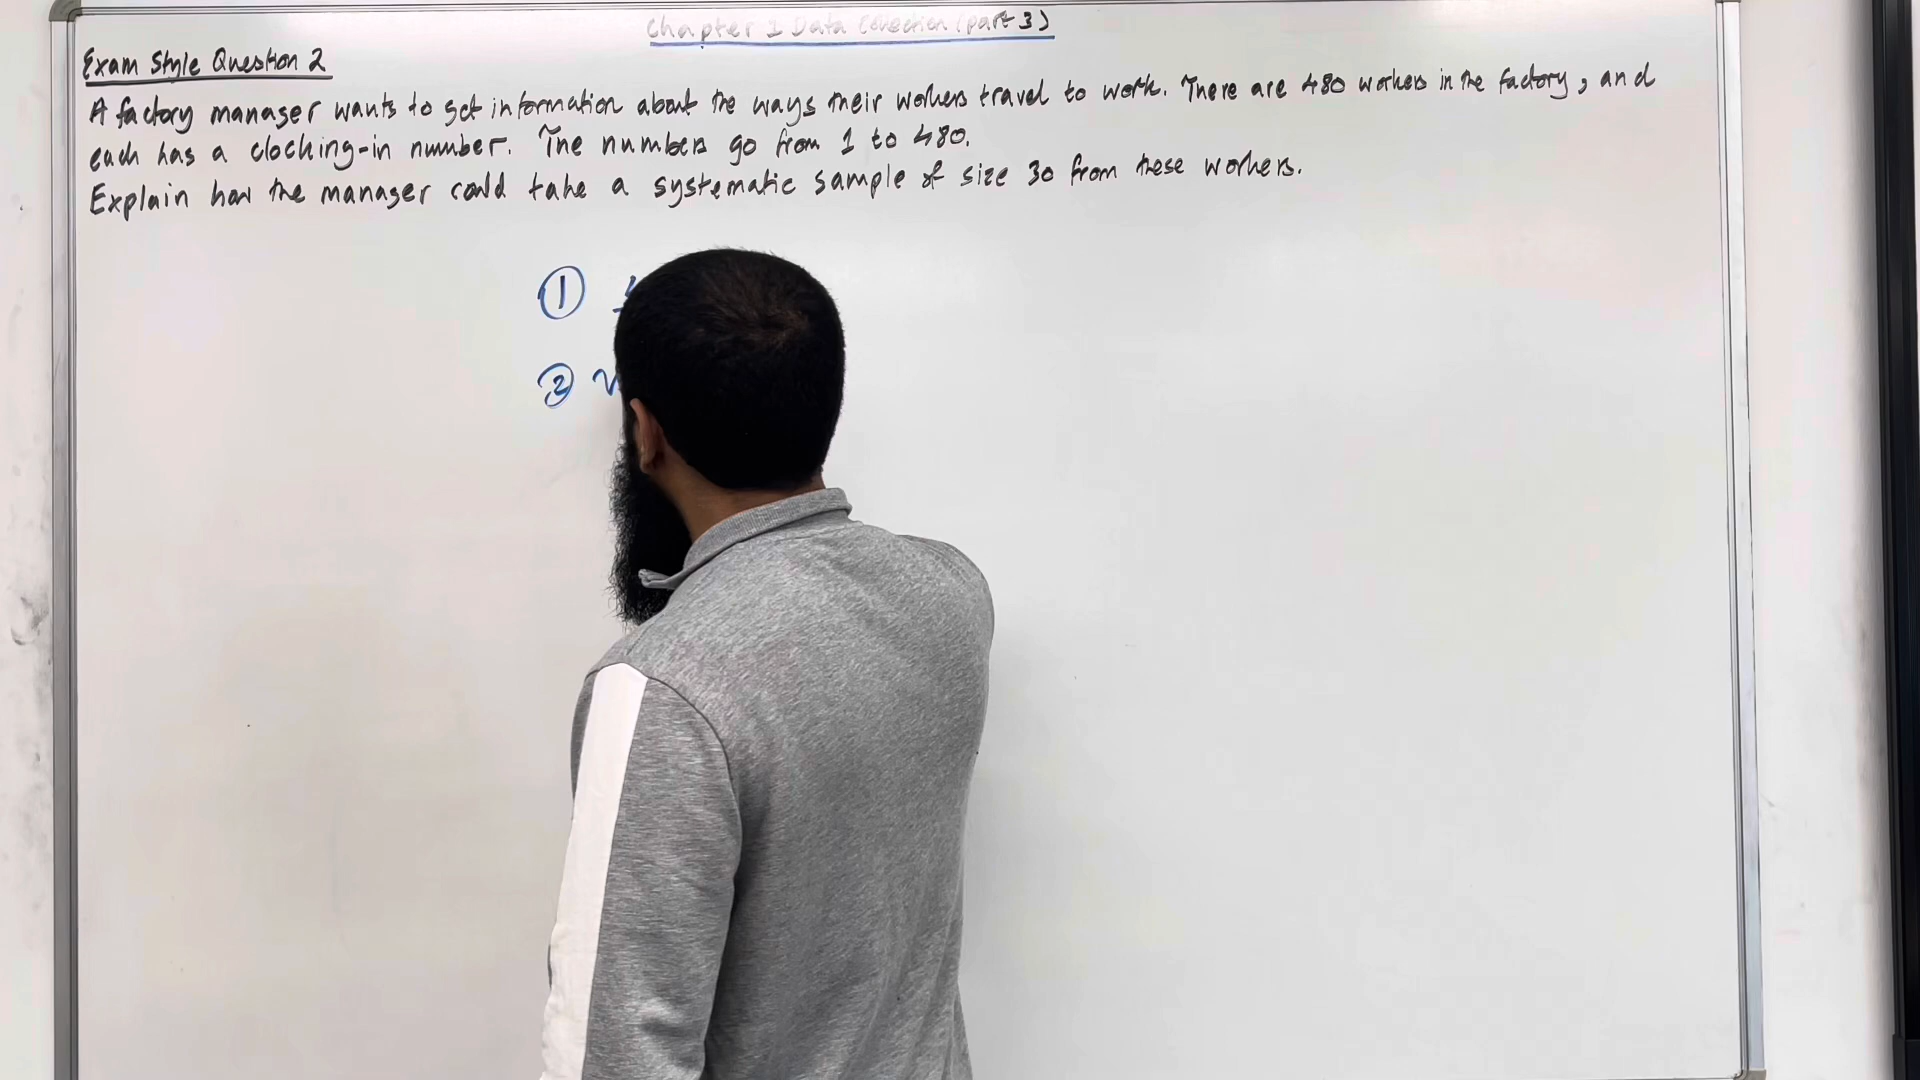 Chapter 1 Data Collection (part 3)
Exam Style Question 2
A factory manager wants to get information about the ways their workers travel to work. There are 480 workers in the factory, and
each has a clocking-in number. The numbers go from 1 to 480.
Explain how the manager could take a systematic sample of size 30 from these workers.
①
②